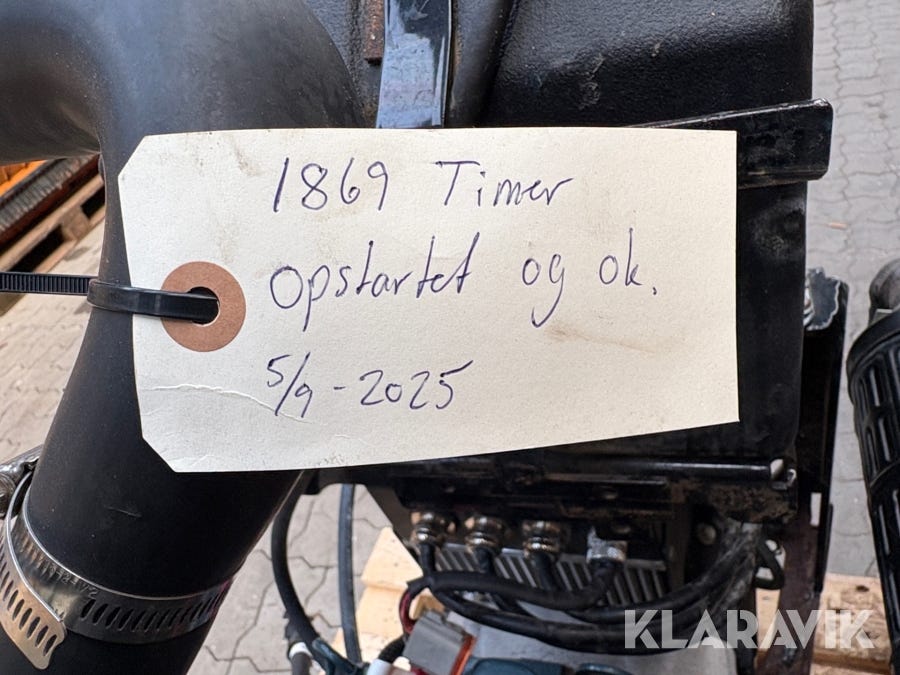 1869 Timer
opstartet og ok.
5/9-2025
KLARAVIK